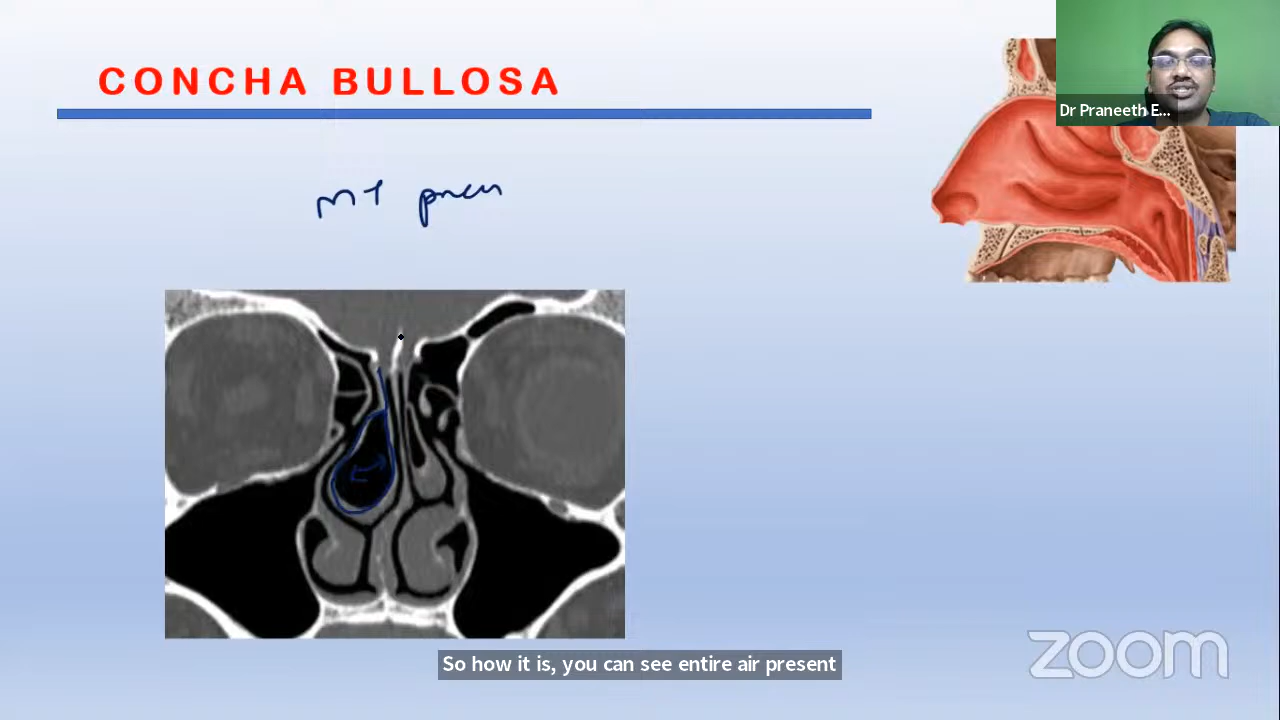 CONCHA BULLOSA
Dr Praneeth E...
MT pneu
zoom
So how it is, you can see entire air present